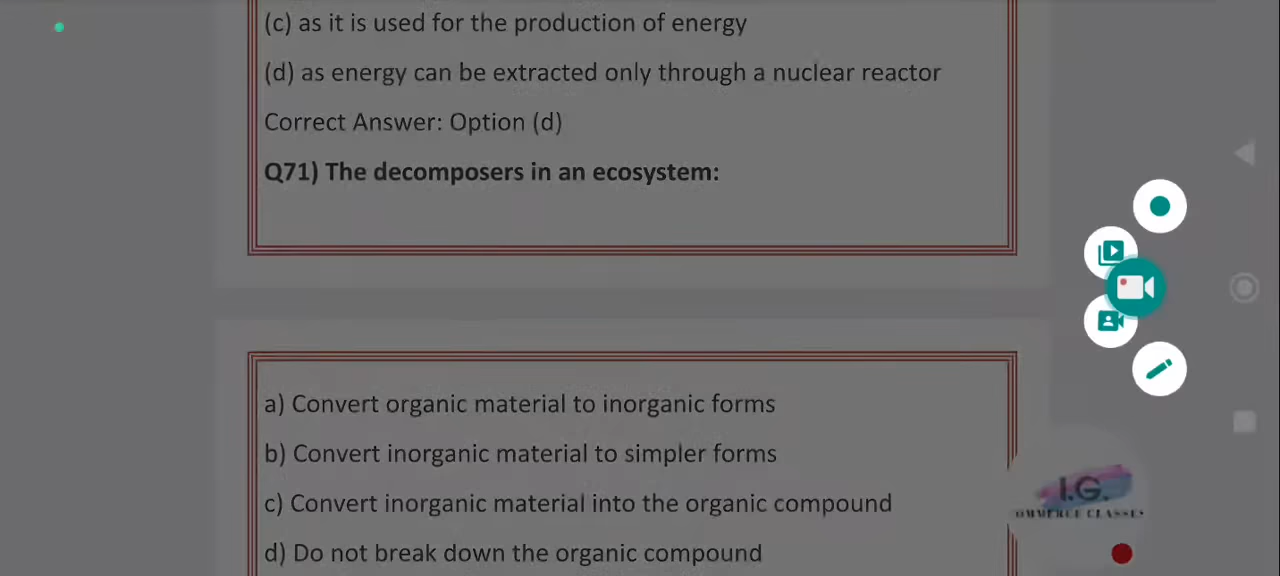 (c) as it is used for the production of energy
(d) as energy can be extracted only through a nuclear reactor
Correct Answer: Option (d)
Q71) The decomposers in an ecosystem:
a) Convert organic material to inorganic forms
b) Convert inorganic material to simpler forms
c) Convert inorganic material into the organic compound
d) Do not break down the organic compound
I.G.
OMMERCE CLASSES